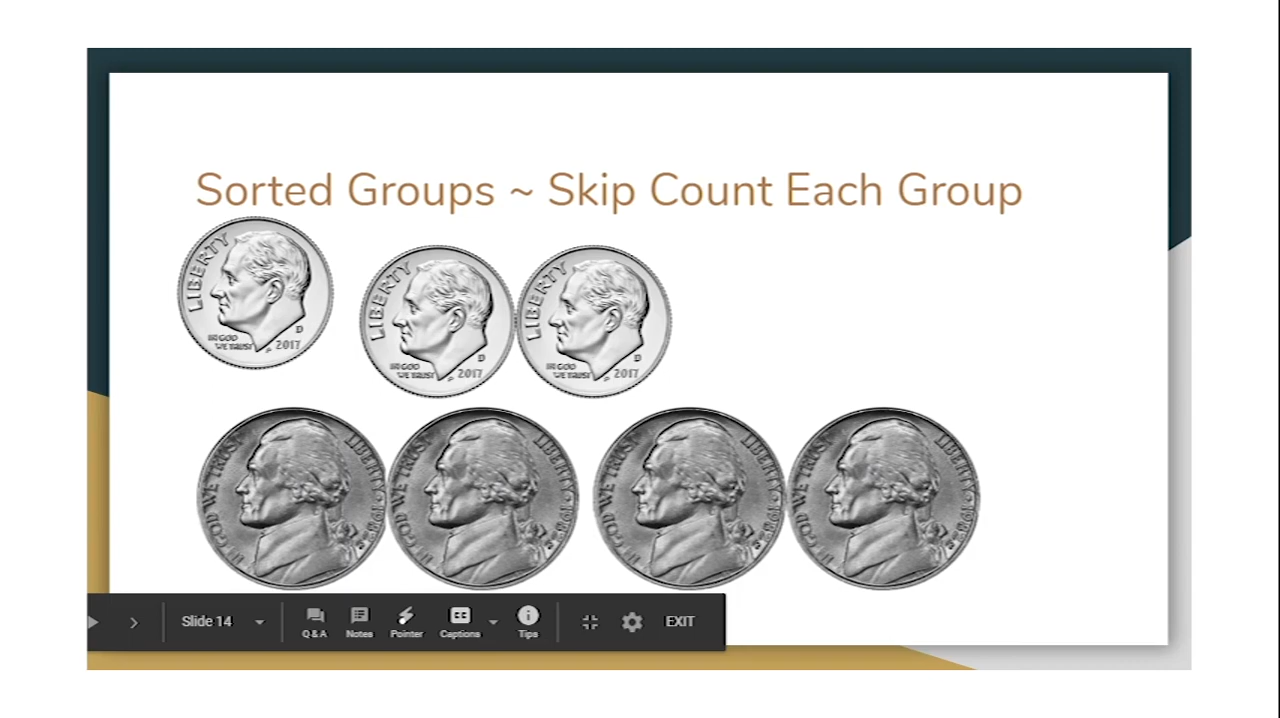 Sorted Groups ~ Skip Count Each Group
LIBERTY
IN GOD
WE TRUST
D
2017
LIBERTY
IN GOD
WE TRUST
D
2017
LIBERTY
IN GOD
WE TRUST
D
2017
IN GOD WE TRUST
LIBERTY
IN GOD WE TRUST
LIBERTY
IN GOD WE TRUST
LIBERTY
IN GOD WE TRUST
LIBERTY
Slide 14
Q&A
Notes
Pointer
CC
Captions
Tips
EXIT